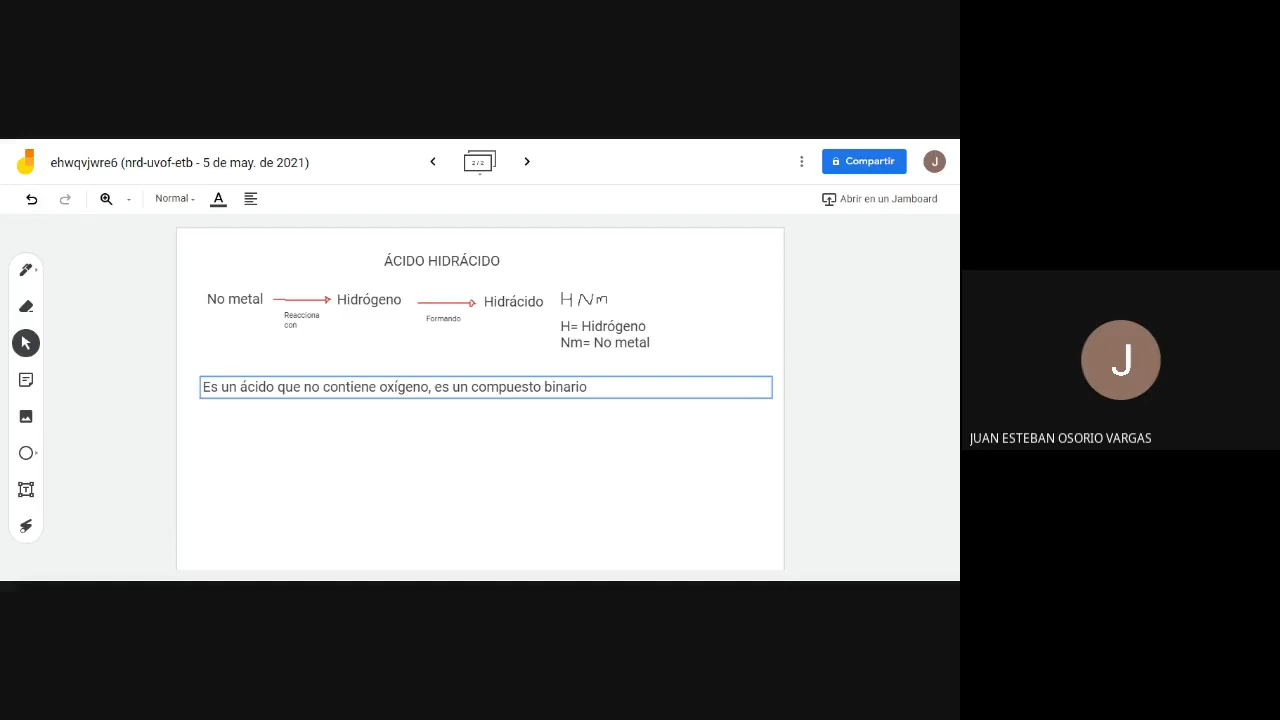 ehwqvjwre6 (nrd-uvof-etb - 5 de may. de 2021)
2 / 2
Compartir
J
Normal
A
Abrir en un Jamboard
ÁCIDO HIDRÁCIDO
No metal Hidrógeno Hidrácido H Nm
Reacciona
con
Formando
H= Hidrógeno
Nm= No metal
Es un ácido que no contiene oxígeno, es un compuesto binario
T
J
JUAN ESTEBAN OSORIO VARGAS